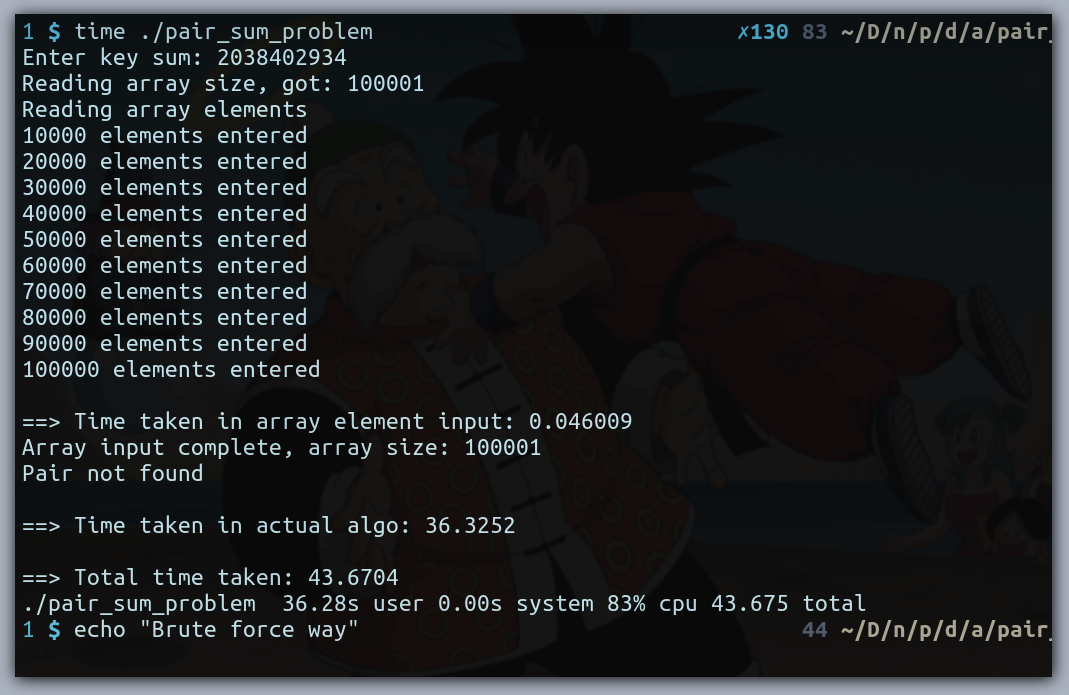 1 $ time ./pair_sum_problem ✗130 83 ~/D/n/p/d/a/pair_
Enter key sum: 2038402934
Reading array size, got: 100001
Reading array elements
10000 elements entered
20000 elements entered
30000 elements entered
40000 elements entered
50000 elements entered
60000 elements entered
70000 elements entered
80000 elements entered
90000 elements entered
100000 elements entered
==> Time taken in array element input: 0.046009
Array input complete, array size: 100001
Pair not found
==> Time taken in actual algo: 36.3252
==> Total time taken: 43.6704
./pair_sum_problem  36.28s user 0.00s system 83% cpu 43.675 total
1 $ echo "Brute force way" 44 ~/D/n/p/d/a/pair_